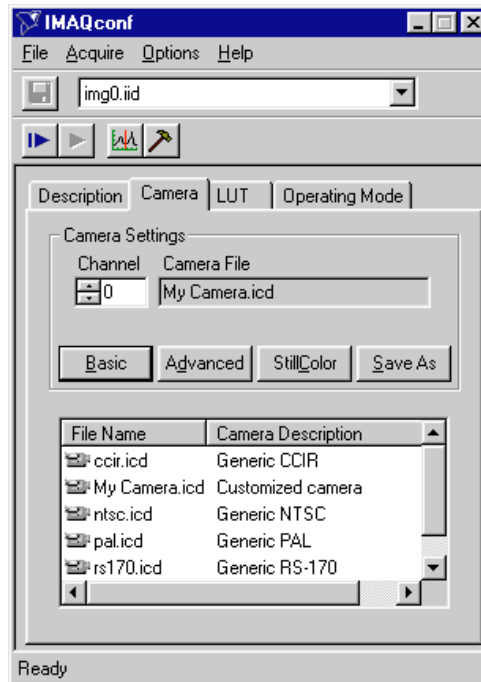 IMAQconf
File Acquire Options Help
img0.iid
Description Camera LUT Operating Mode
Camera Settings
Channel Camera File
0 My Camera.icd
Basic Advanced StillColor Save As
File Name Camera Description
ccir.icd Generic CCIR
My Camera.icd Customized camera
ntsc.icd Generic NTSC
pal.icd Generic PAL
rs170.icd Generic RS-170
Ready